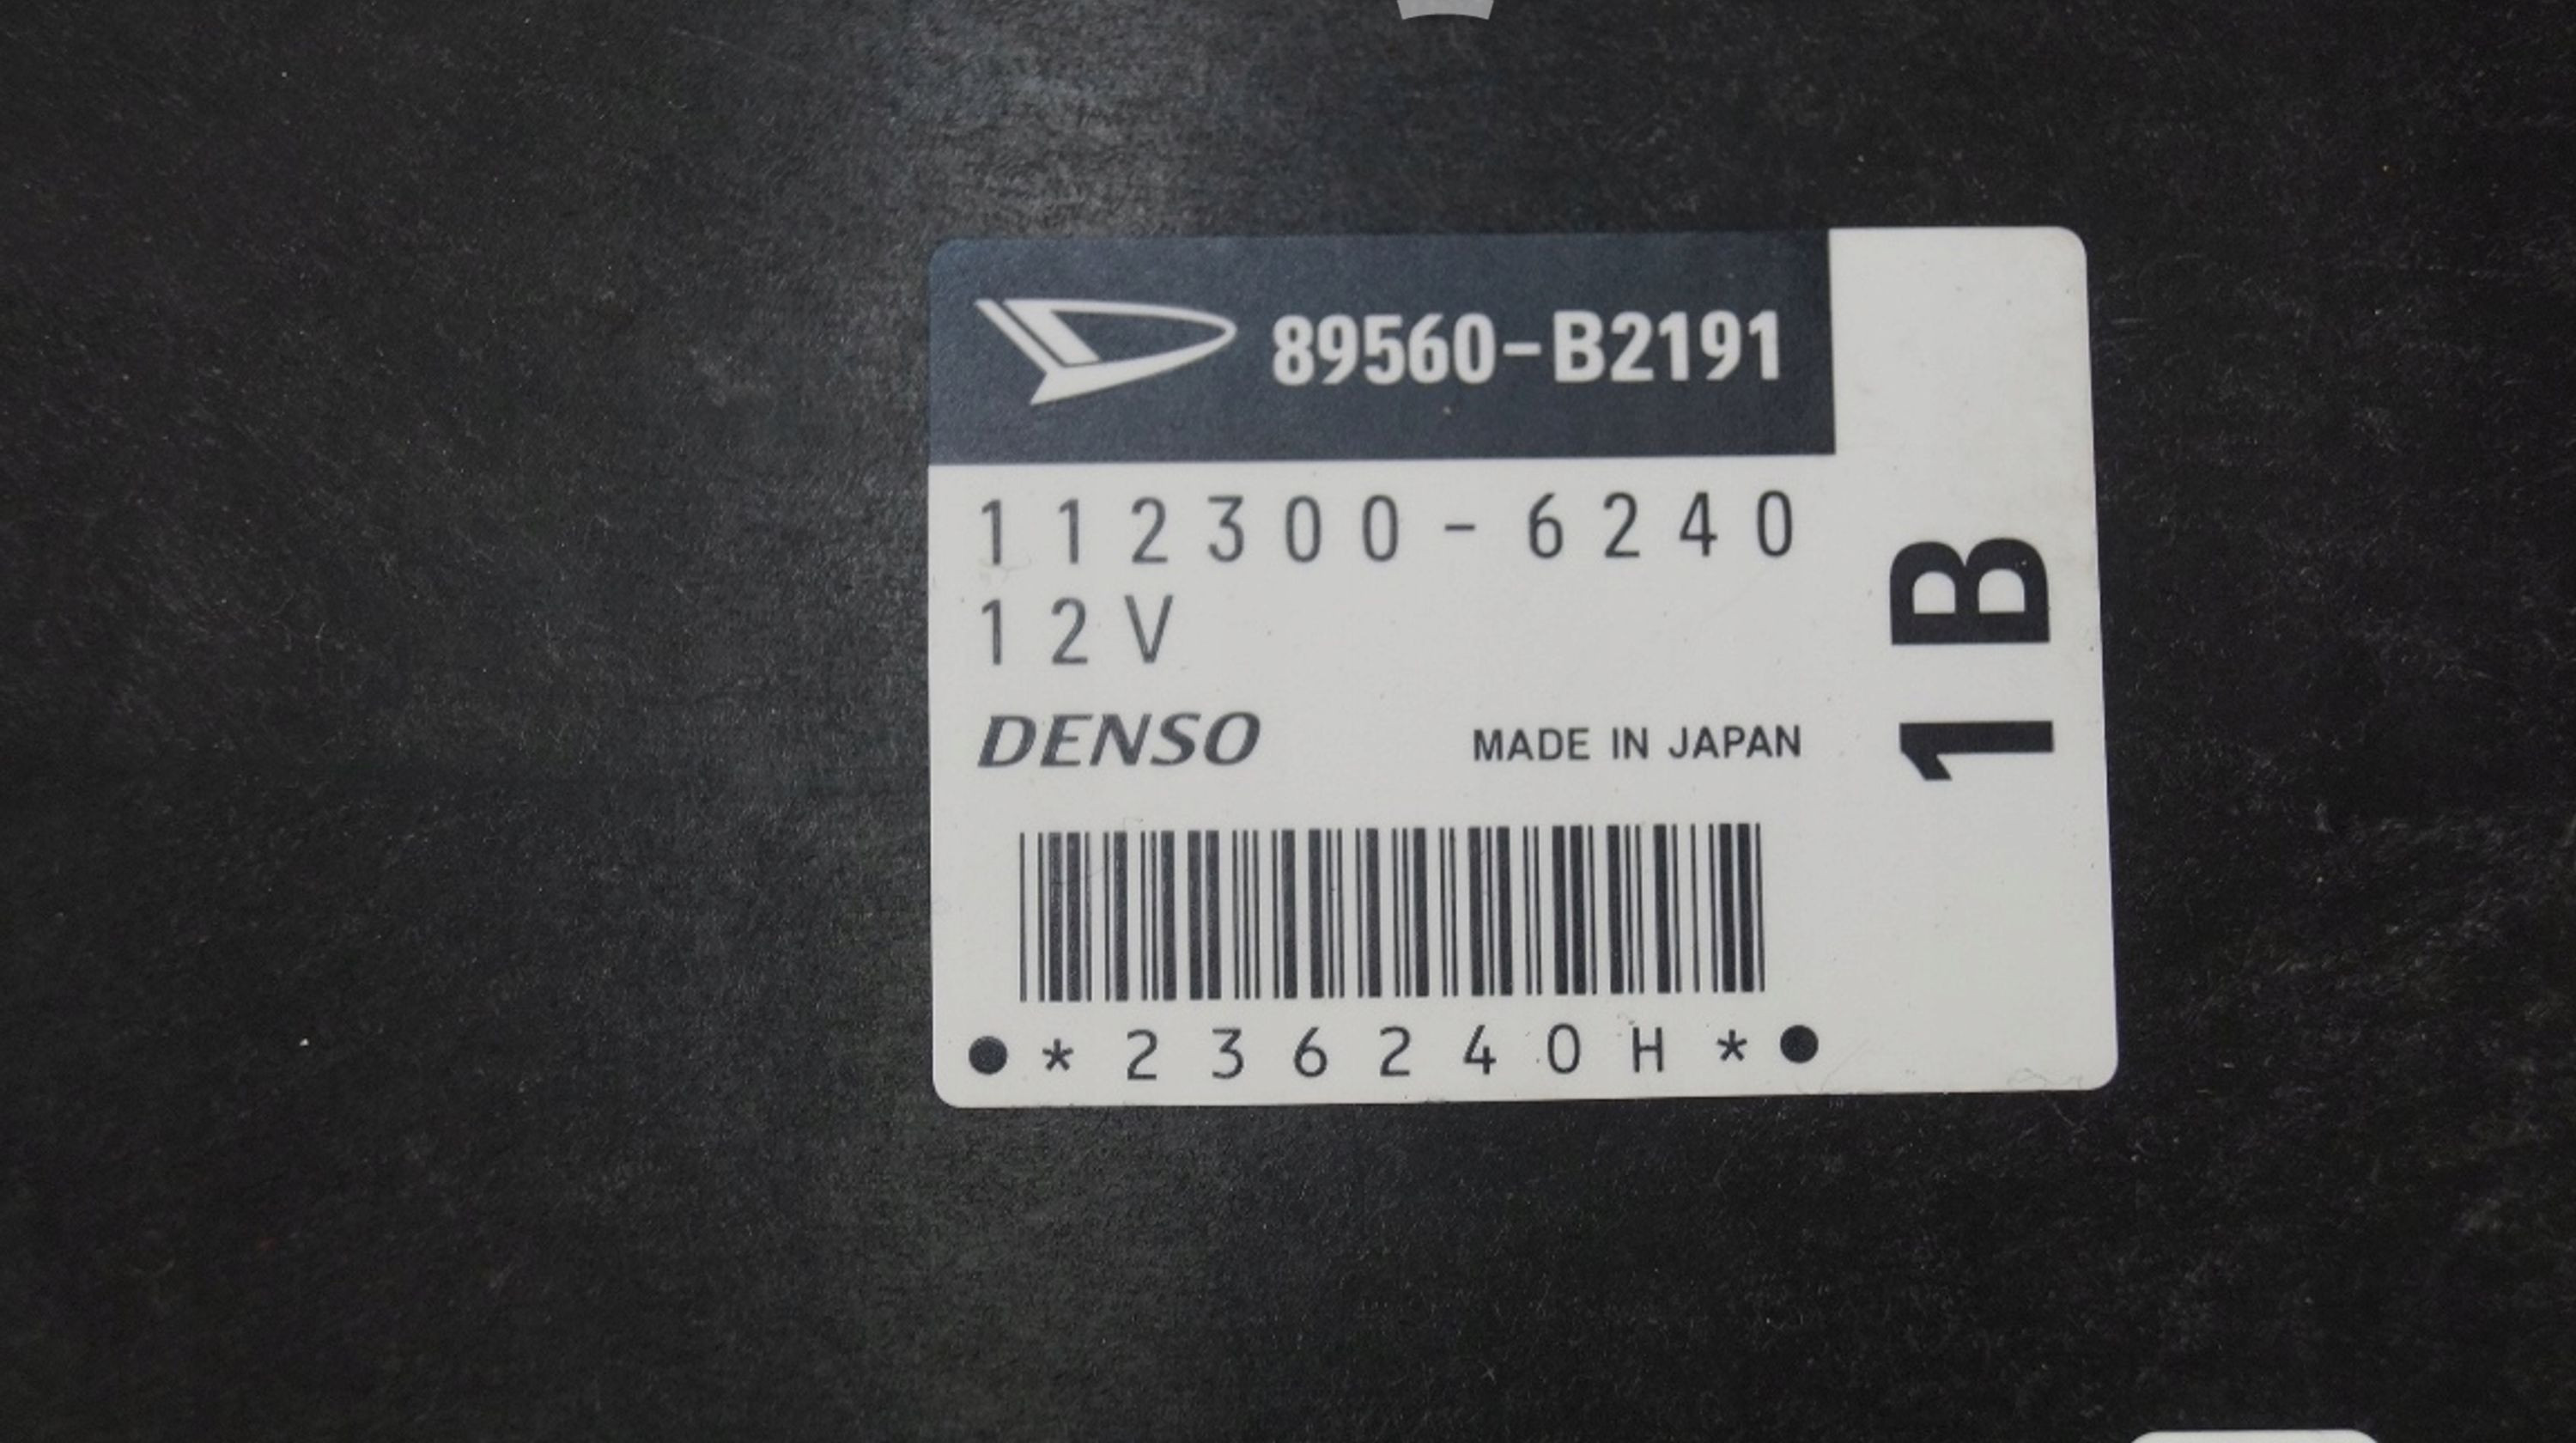 89560-B2191
112300-6240
12V
DENSO MADE IN JAPAN
*236240H*
1B